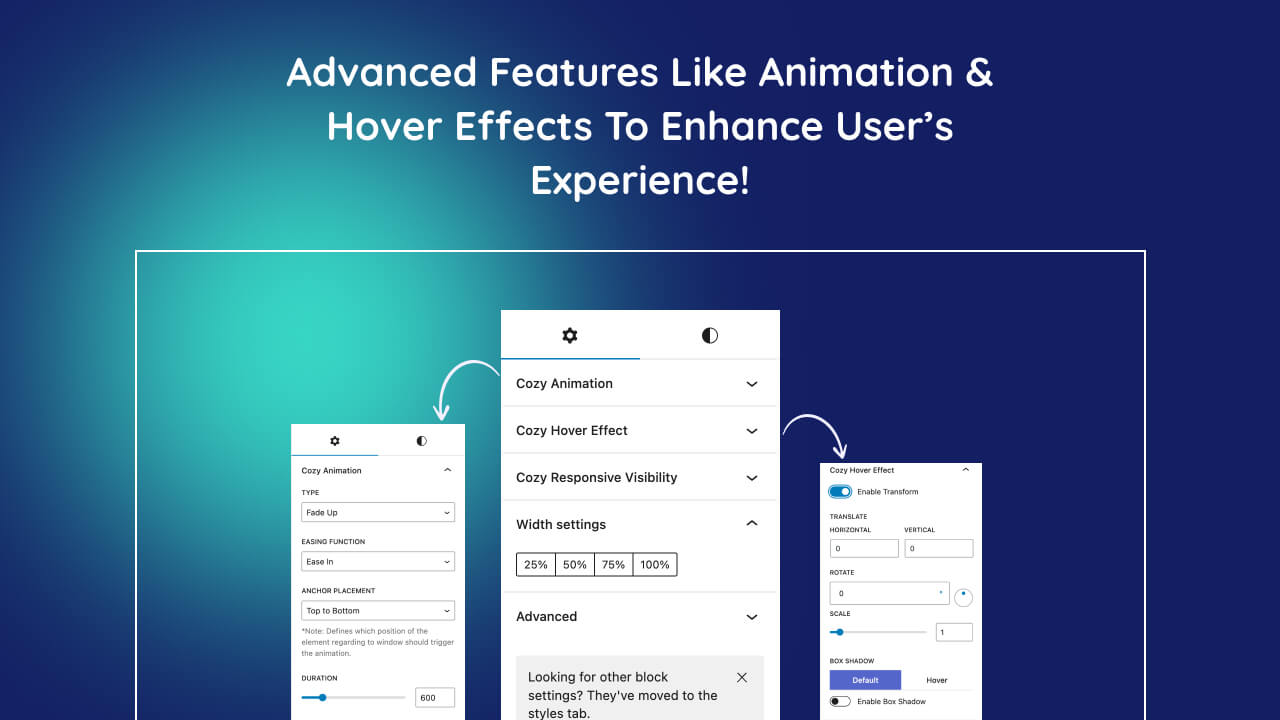 Advanced Features Like Animation &
Hover Effects To Enhance User’s
Experience!
Cozy Animation
TYPE
Fade Up
EASING FUNCTION
Ease In
ANCHOR PLACEMENT
Top to Bottom
*Note: Defines which position of the
element regarding to window should trigger
the animation.
DURATION
600
Cozy Animation
Cozy Hover Effect
Cozy Responsive Visibility
Width settings
25% 50% 75% 100%
Advanced
Looking for other block
settings? They've moved to the
styles tab.
Cozy Hover Effect
Enable Transform
TRANSLATE
HORIZONTAL VERTICAL
0 0
ROTATE
0 °
SCALE
1
BOX SHADOW
Default Hover
Enable Box Shadow